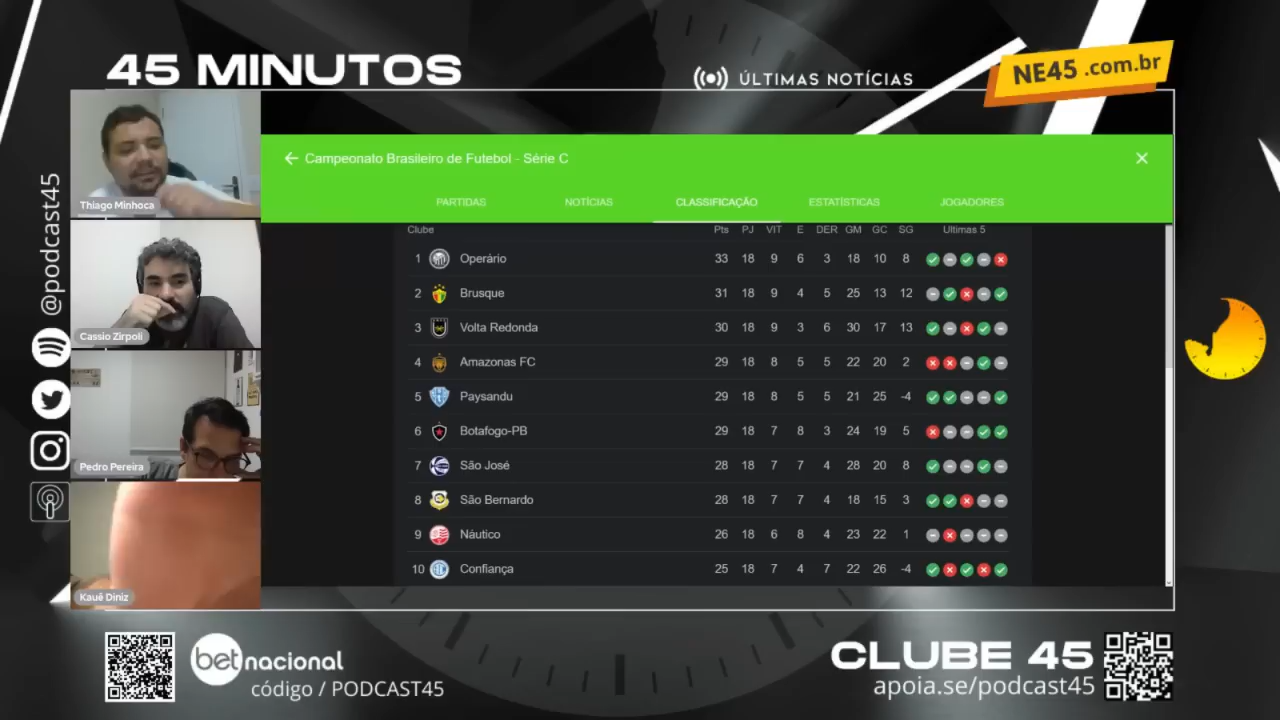 45 MINUTOS
ÚLTIMAS NOTÍCIAS
NE45.com.br
@podcast45
Thiago Minhoca
Cassio Zirpoli
Pedro Pereira
Kauê Diniz
Campeonato Brasileiro de Futebol - Série C
PARTIDAS NOTÍCIAS CLASSIFICAÇÃO ESTATÍSTICAS JOGADORES
Clube Pts PJ VIT E DER GM GC SG Últimas 5
1 Operário 33 18 9 6 3 18 10 8
2 Brusque 31 18 9 4 5 25 13 12
3 Volta Redonda 30 18 9 3 6 30 17 13
4 Amazonas FC 29 18 8 5 5 22 20 2
5 Paysandu 29 18 8 5 5 21 25 -4
6 Botafogo-PB 29 18 7 8 3 24 19 5
7 São José 28 18 7 7 4 28 20 8
8 São Bernardo 28 18 7 7 4 18 15 3
9 Náutico 26 18 6 8 4 23 22 1
10 Confiança 25 18 7 4 7 22 26 -4
betnacional
código / PODCAST45
CLUBE 45
apoia.se/podcast45